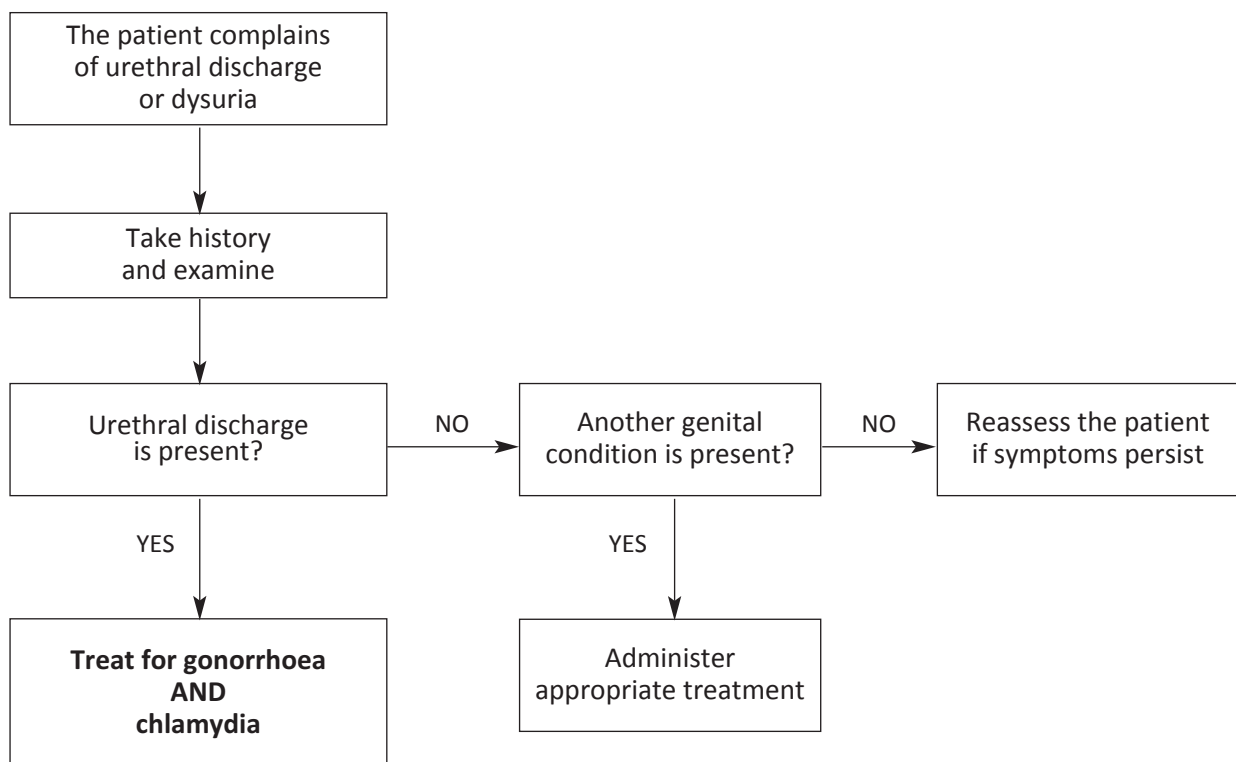 The patient complains
of urethral discharge
or dysuria
Take history
and examine
Urethral discharge
is present?
NO
Another genital
condition is present?
NO
Reassess the patient
if symptoms persist
YES
YES
Treat for gonorrhoea
AND
chlamydia
Administer
appropriate treatment